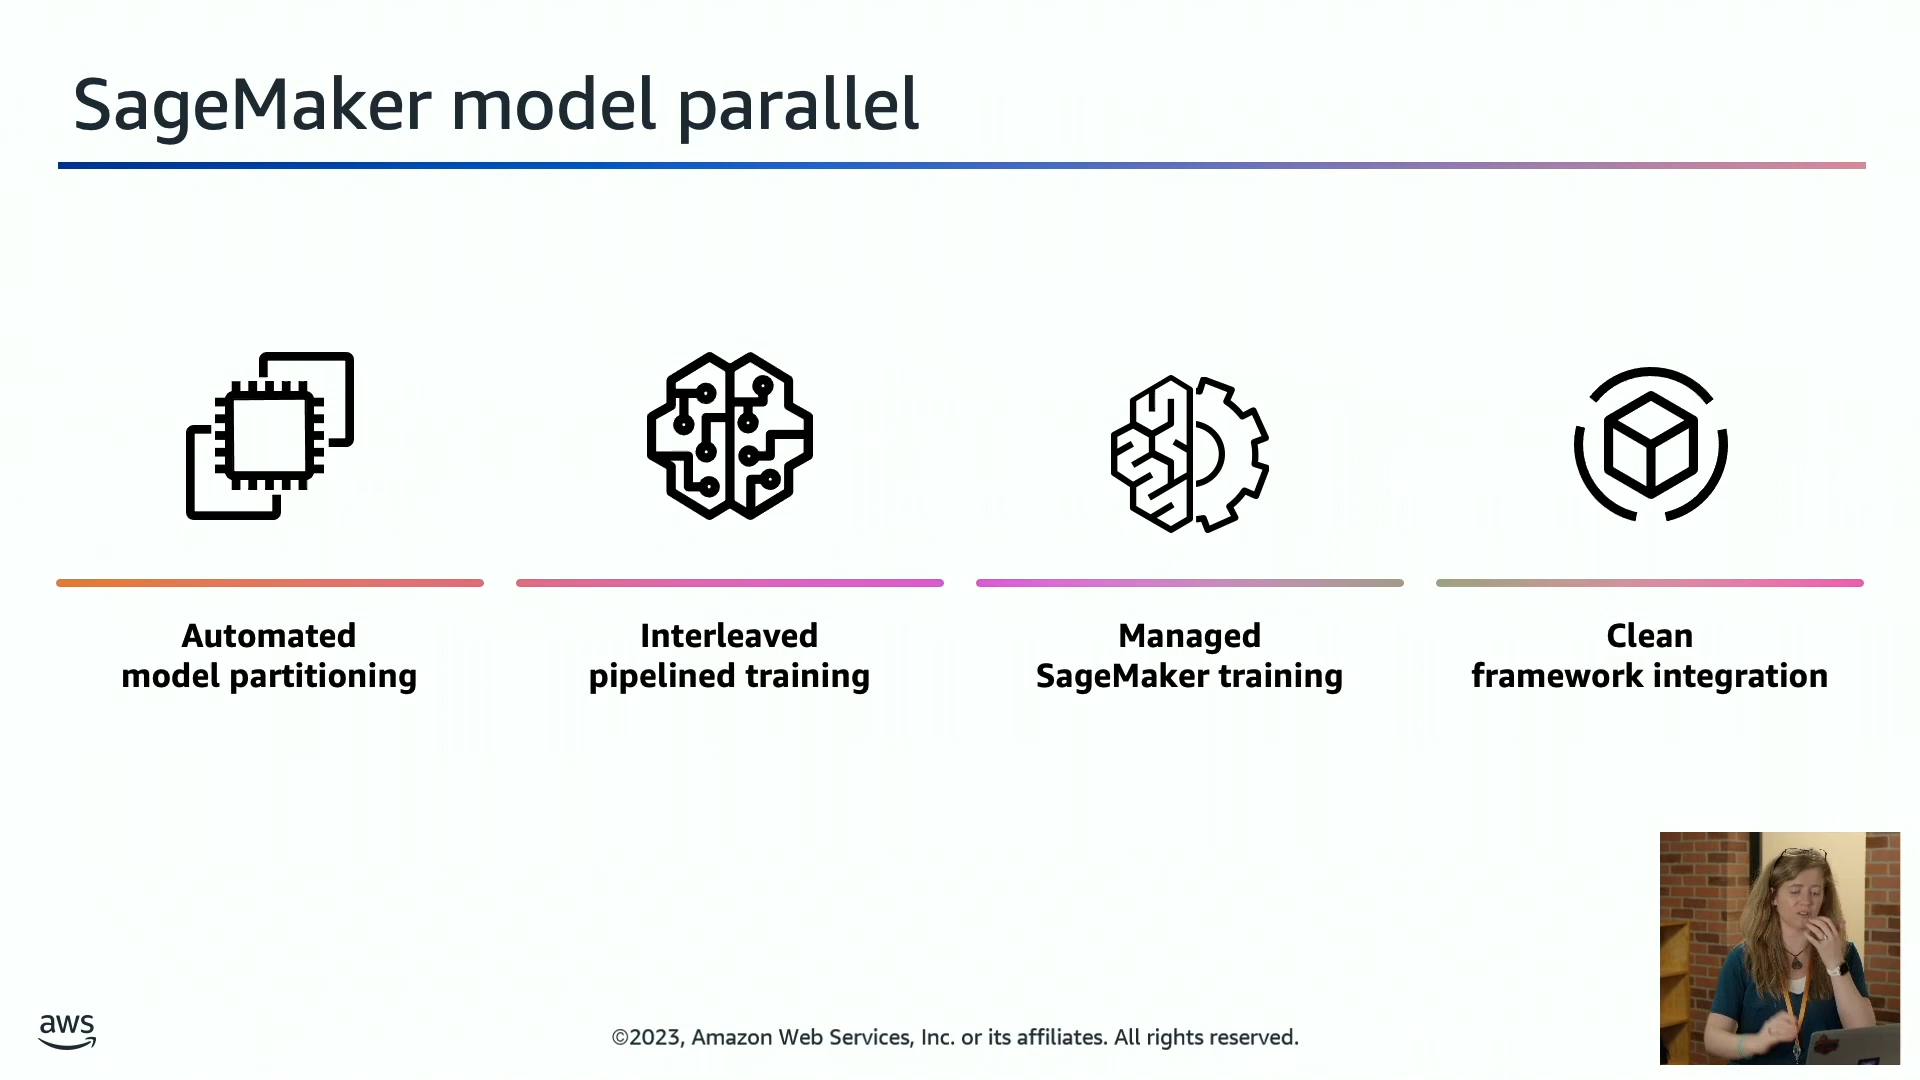 SageMaker model parallel
Automated
model partitioning
Interleaved
pipelined training
Managed
SageMaker training
Clean
framework integration
aws
©2023, Amazon Web Services, Inc. or its affiliates. All rights reserved.